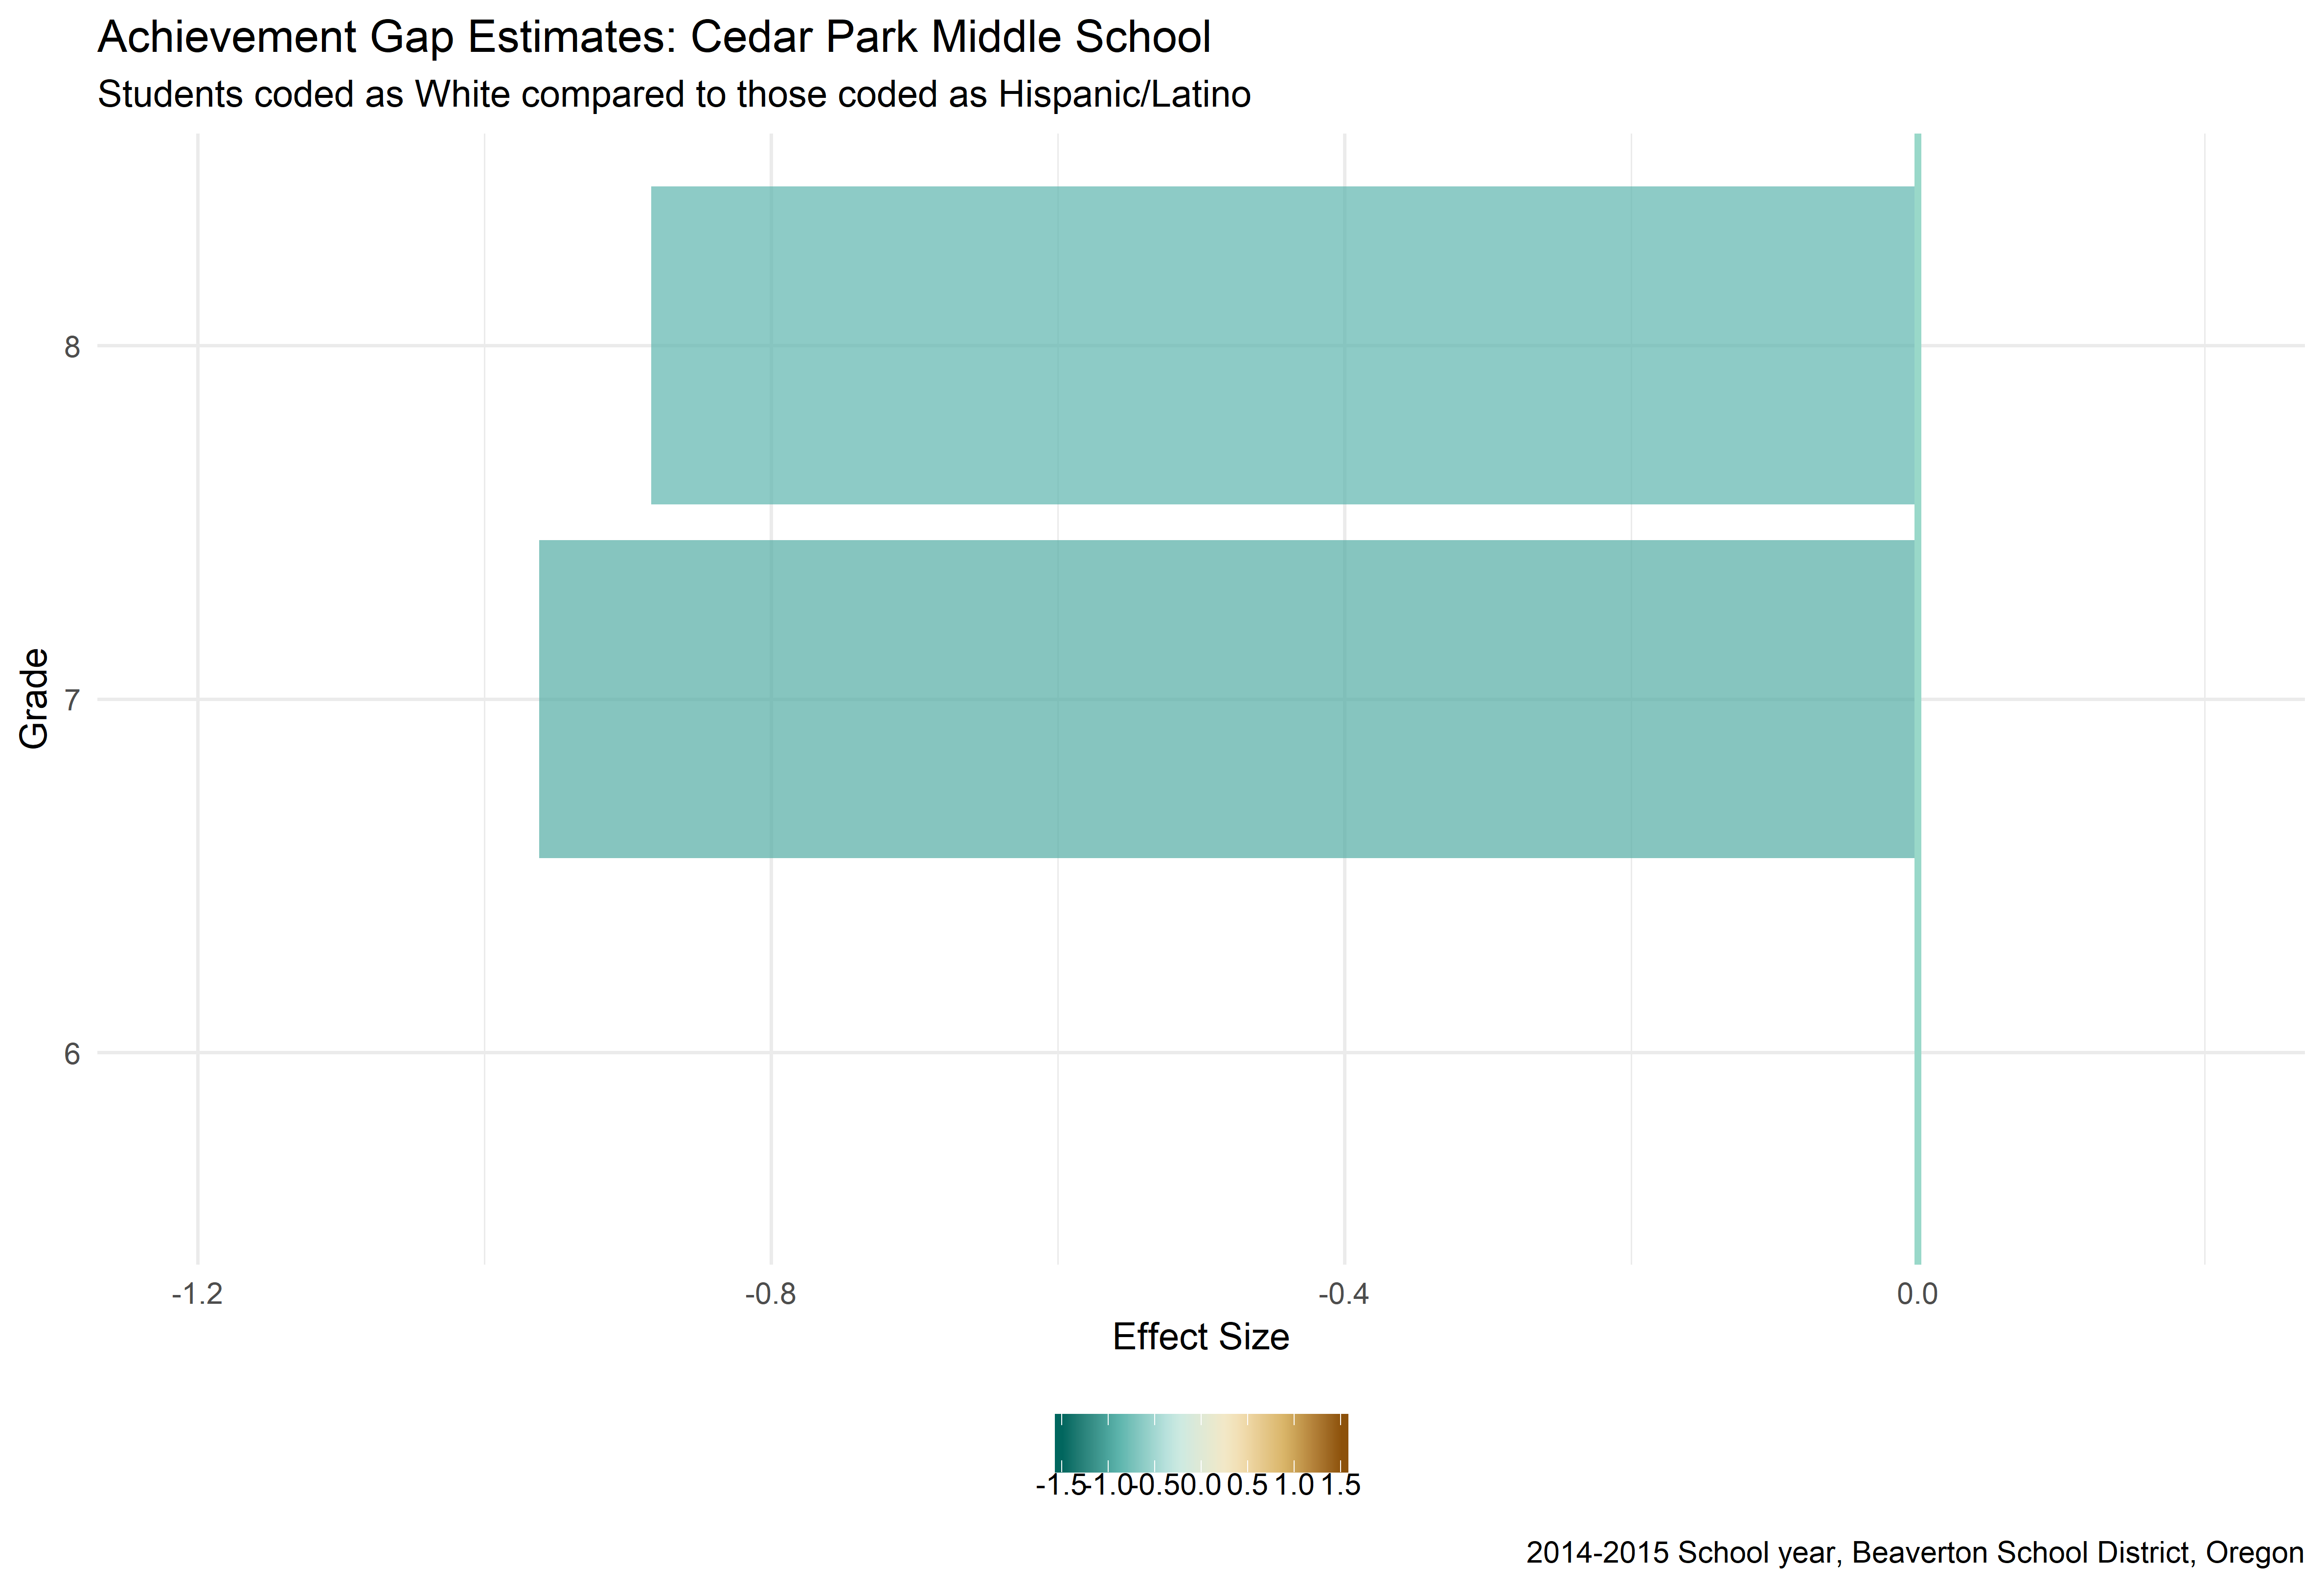 Achievement Gap Estimates: Cedar Park Middle School
Students coded as White compared to those coded as Hispanic/Latino
8
7
6
Grade
-1.2 -0.8 -0.4 0.0
Effect Size
-1.5 -1.0 -0.5 0.0 0.5 1.0 1.5
2014-2015 School year, Beaverton School District, Oregon